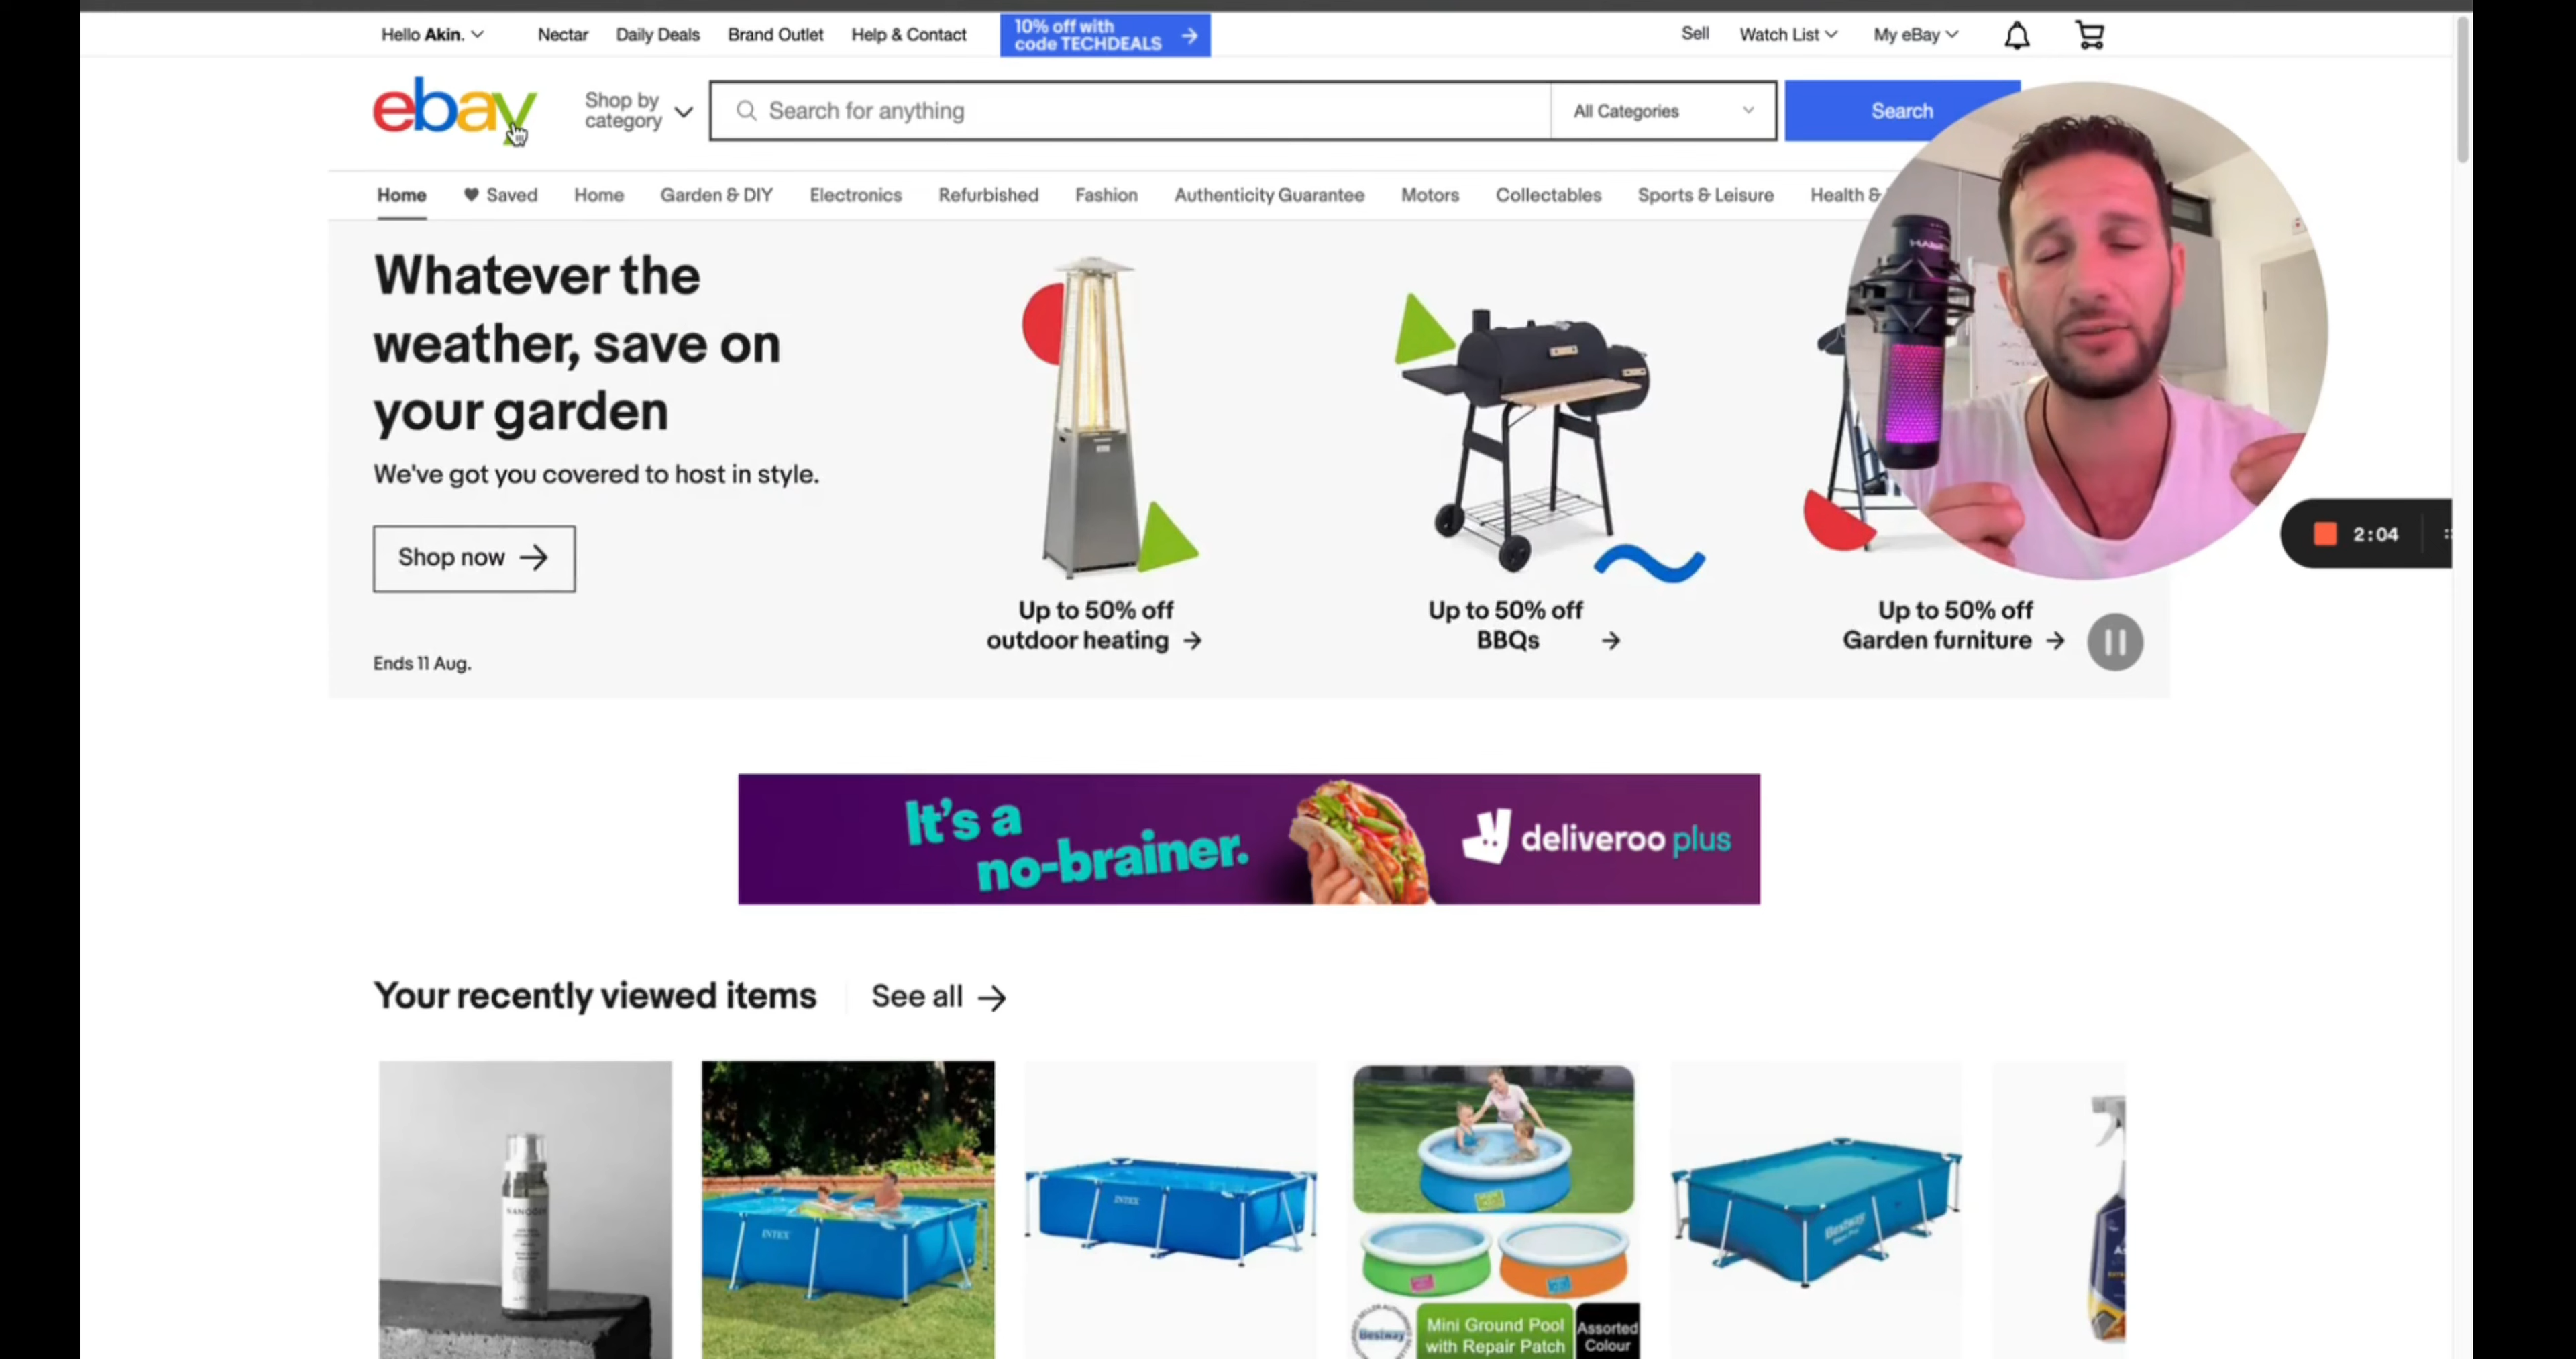 Hello Akin.
Nectar
Daily Deals
Brand Outlet
Help & Contact
10% off with
code TECHDEALS
Sell
Watch List
My eBay
ebay
Shop by
category
Search for anything
All Categories
Search
Home
Saved
Home
Garden & DIY
Electronics
Refurbished
Fashion
Authenticity Guarantee
Motors
Collectables
Sports & Leisure
Health &
Whatever the
weather, save on
your garden
We've got you covered to host in style.
Shop now
Ends 11 Aug.
Up to 50% off
outdoor heating
Up to 50% off
BBQs
Up to 50% off
Garden furniture
2:04
It's a
no-brainer.
deliveroo plus
Your recently viewed items
See all
INTEX
INTEX
Bestway
Bestway
Mini Ground Pool
with Repair Patch
Assorted
Colour